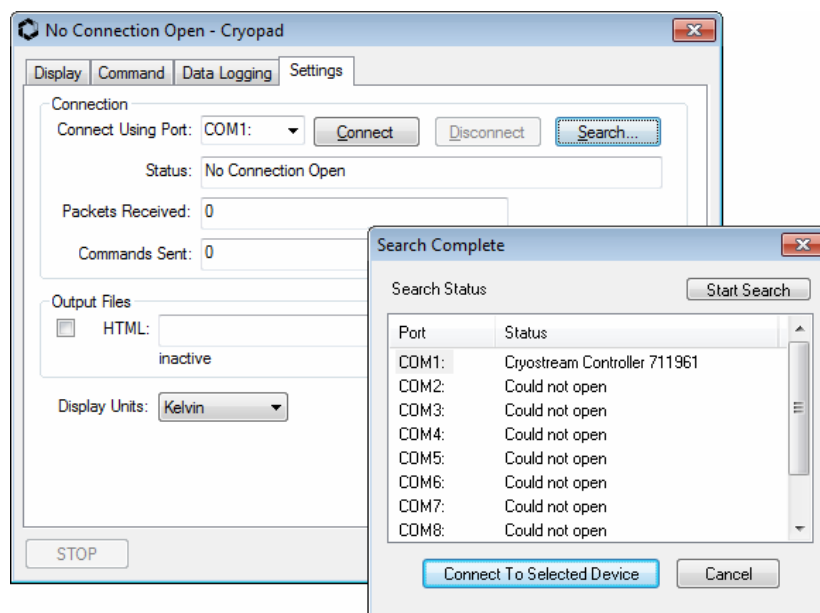 No Connection Open - Cryopad
Display Command Data Logging Settings
Connection
Connect Using Port: COM1: Connect Disconnect Search...
Status: No Connection Open
Packets Received: 0
Commands Sent: 0
Output Files
HTML:
inactive
Display Units: Kelvin
STOP
Search Complete
Search Status Start Search
Port Status
COM1: Cryostream Controller 711961
COM2: Could not open
COM3: Could not open
COM4: Could not open
COM5: Could not open
COM6: Could not open
COM7: Could not open
COM8: Could not open
Connect To Selected Device Cancel